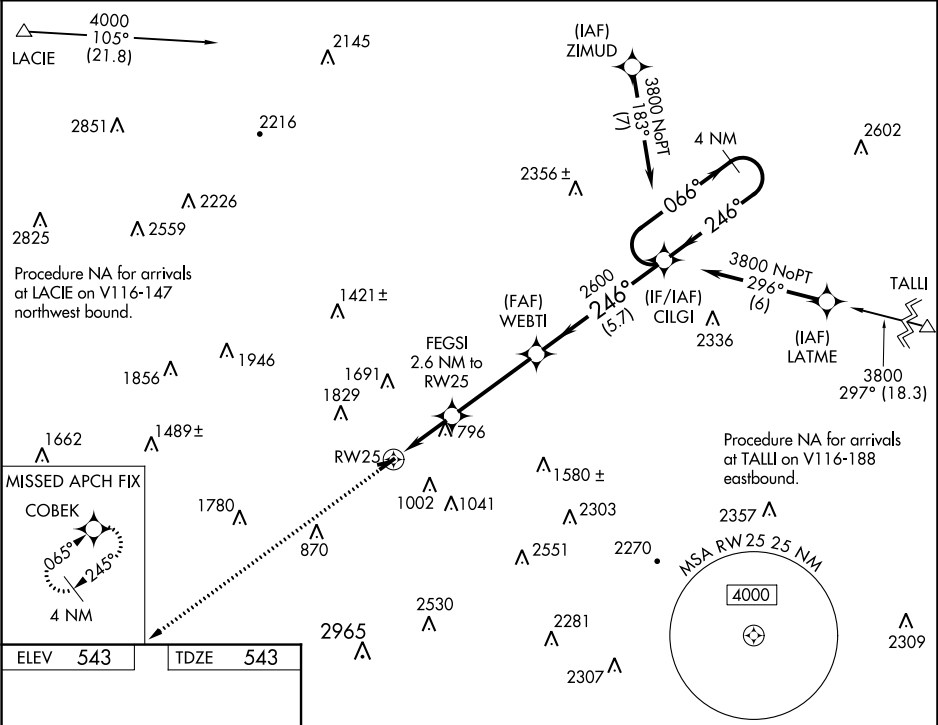 4000
105°
(21.8)
LACIE
2145
(IAF)
ZIMUD
3800 NoPT
183°
(7)
4 NM
2851
2216
2602
2356 ±
066°
246°
2226
2825
2559
Procedure NA for arrivals
at LACIE on V116-147
northwest bound.
3800 NoPT
296°
(6)
TALLI
2600
246°
(5.7)
(IF/IAF)
CILGI
1421±
(FAF)
WEBTI
2336
(IAF)
LATME
FEGSI
2.6 NM to
RW25
1946
1856
1691
3800
297° (18.3)
1829
796
1662
1489±
RW25
Procedure NA for arrivals
at TALLI on V116-188
eastbound.
1580 ±
MISSED APCH FIX
COBEK
065°
245°
4 NM
1002
1041
1780
870
2303
2357
2551
2270
MSA RW25 25 NM
4000
2530
2965
2281
2307
2309
ELEV 543
TDZE 543